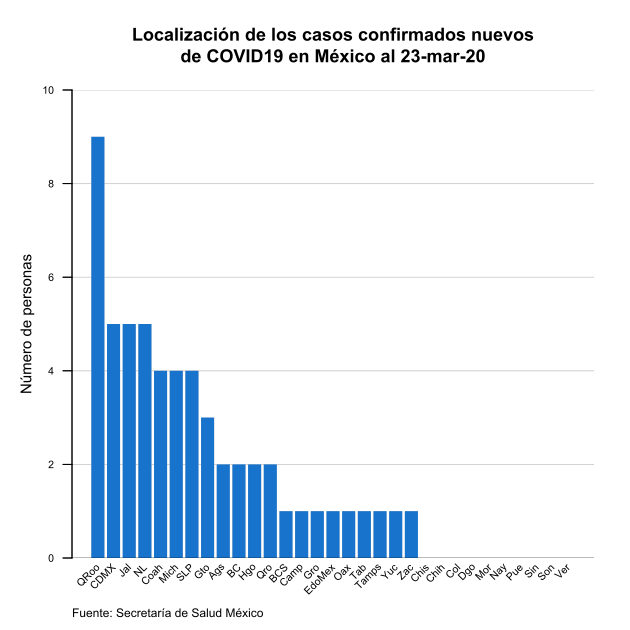 Localización de los casos confirmados nuevos
de COVID19 en México al 23-mar-20
Número de personas
10
8
6
4
2
0
QRoo CDMX Jal NL Coah Mich SLP Gto Ags BC Hgo Qro BCS Camp Gro EdoMex Oax Tab Tamps Yuc Zac Chis Chih Col Dgo Mor Nay Pue Sin Son Ver
Fuente: Secretaría de Salud México